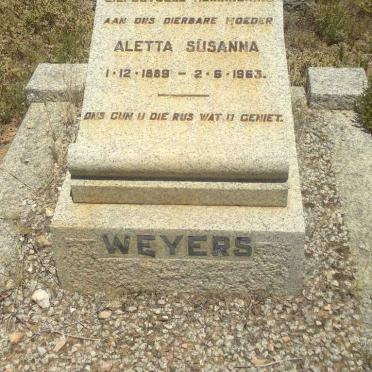 AAN ONS DIERBARE MOEDER
ALETTA SUSANNA
1·12·1889 – 2·6·1963.
ONS GUN U DIE RUS WAT U GENIET.
WEYERS